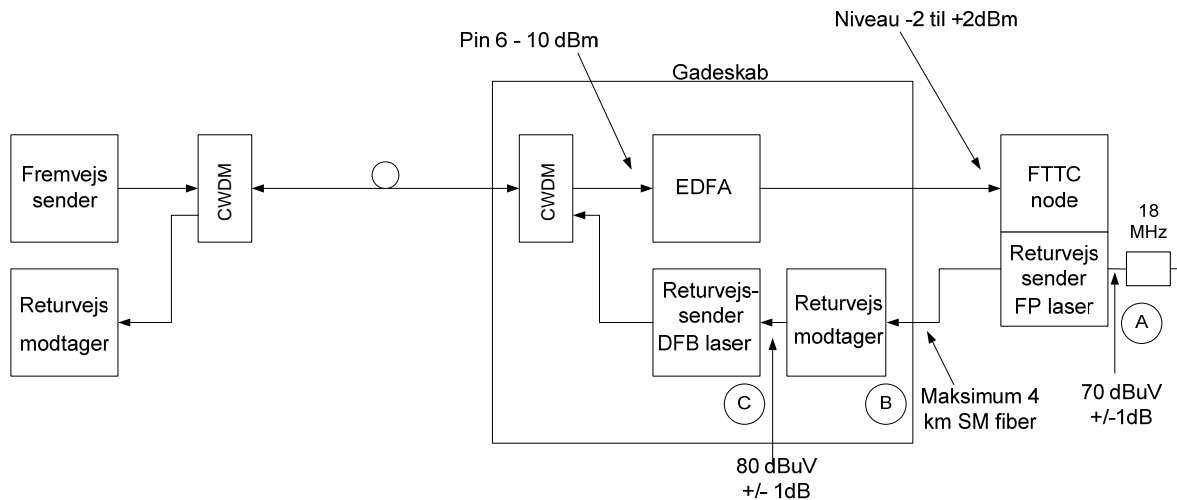 Niveau -2 til +2dBm
Pin 6 - 10 dBm
Gadeskab
Fremvejs
sender
CWDM
CWDM
EDFA
FTTC
node
18
MHz
Returvejs
modtager
Returvejs-
sender
DFB laser
Returvejs
modtager
Returvejs
sender
FP laser
A
C
B
Maksimum 4
km SM fiber
70 dBuV
+/-1dB
80 dBuV
+/- 1dB